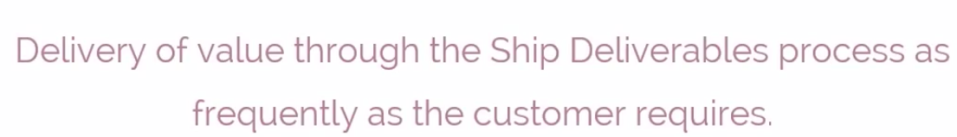 Delivery of value through the Ship Deliverables process as
frequently as the customer requires.